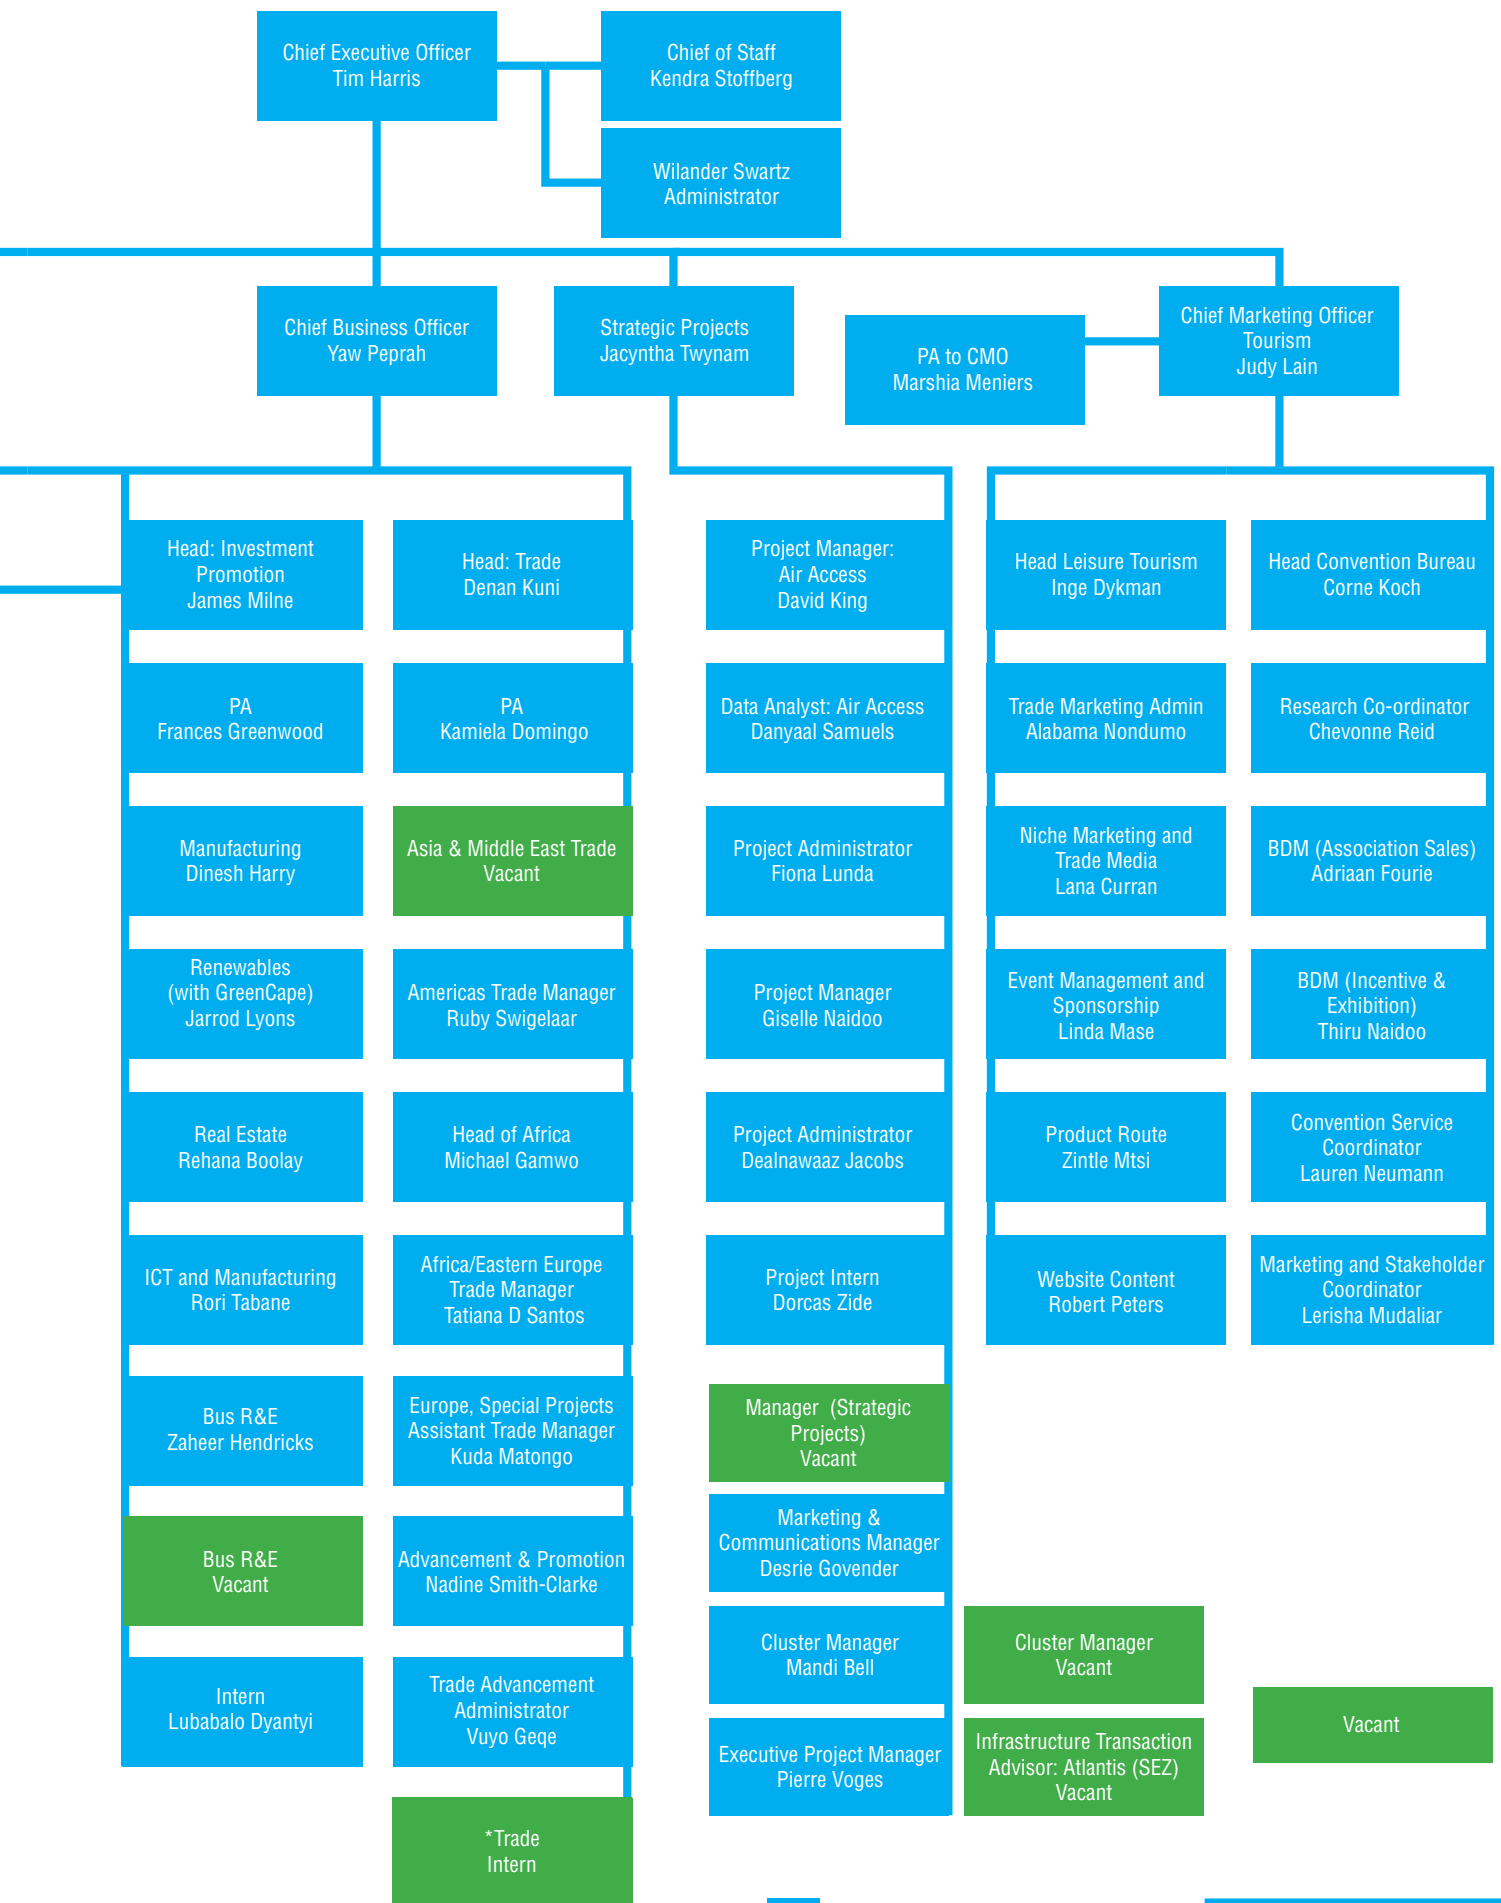 Chief Executive Officer
Tim Harris
Chief of Staff
Kendra Stoffberg
Wilander Swartz
Administrator
Chief Business Officer
Yaw Peprah
Strategic Projects
Jacyntha Twynam
PA to CMO
Marshia Meniers
Chief Marketing Officer
Tourism
Judy Lain
Head: Investment
Promotion
James Milne
PA
Frances Greenwood
Manufacturing
Dinesh Harry
Renewables
(with GreenCape)
Jarrod Lyons
Real Estate
Rehana Boolay
ICT and Manufacturing
Rori Tabane
Bus R&E
Zaheer Hendricks
Bus R&E
Vacant
Intern
Lubabalo Dyantyi
Head: Trade
Denan Kuni
PA
Kamiela Domingo
Asia & Middle East Trade
Vacant
Americas Trade Manager
Ruby Swigelaar
Head of Africa
Michael Gamwo
Africa/Eastern Europe
Trade Manager
Tatiana D Santos
Europe, Special Projects
Assistant Trade Manager
Kuda Matongo
Advancement & Promotion
Nadine Smith-Clarke
Trade Advancement
Administrator
Vuyo Geqe
*Trade
Intern
Project Manager:
Air Access
David King
Data Analyst: Air Access
Danyaal Samuels
Project Administrator
Fiona Lunda
Project Manager
Giselle Naidoo
Project Administrator
Dealnawaaz Jacobs
Project Intern
Dorcas Zide
Manager (Strategic
Projects)
Vacant
Marketing &
Communications Manager
Desrie Govender
Cluster Manager
Mandi Bell
Executive Project Manager
Pierre Voges
Cluster Manager
Vacant
Infrastructure Transaction
Advisor: Atlantis (SEZ)
Vacant
Head Leisure Tourism
Inge Dykman
Trade Marketing Admin
Alabama Nondumo
Niche Marketing and
Trade Media
Lana Curran
Event Management and
Sponsorship
Linda Mase
Product Route
Zintle Mtsi
Website Content
Robert Peters
Head Convention Bureau
Corne Koch
Research Co-ordinator
Chevonne Reid
BDM (Association Sales)
Adriaan Fourie
BDM (Incentive &
Exhibition)
Thiru Naidoo
Convention Service
Coordinator
Lauren Neumann
Marketing and Stakeholder
Coordinator
Lerisha Mudaliar
Vacant